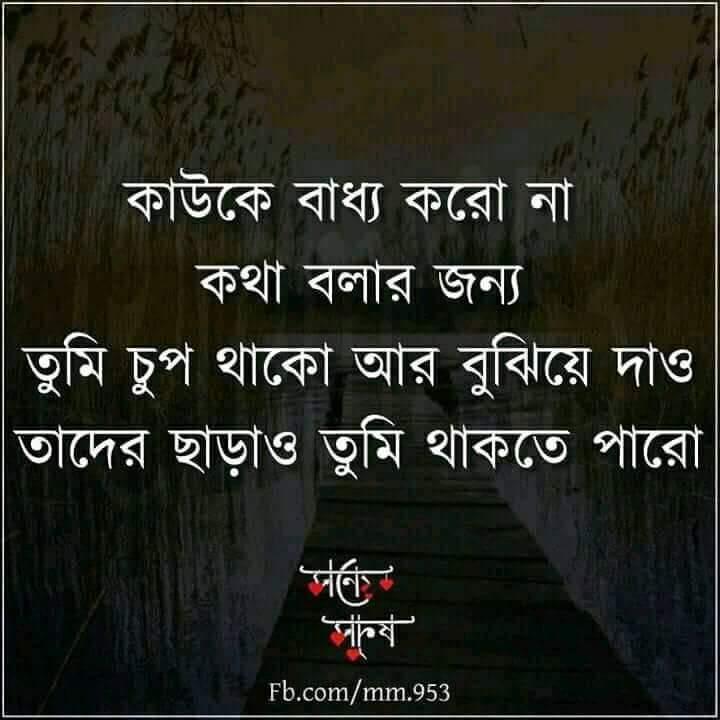 কাউকে বাধ্য করো না
কথা বলার জন্য
তুমি চুপ থাকো আর বুঝিয়ে দাও
তাদের ছাড়াও তুমি থাকতে পারো
Fb.com/mm.953